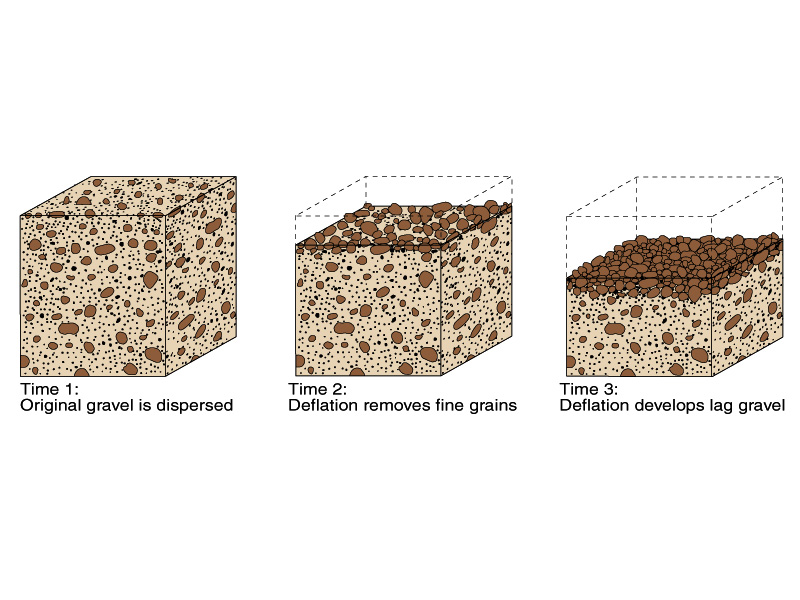 Time 1:
Original gravel is dispersed
Time 2:
Deflation removes fine grains
Time 3:
Deflation develops lag gravel